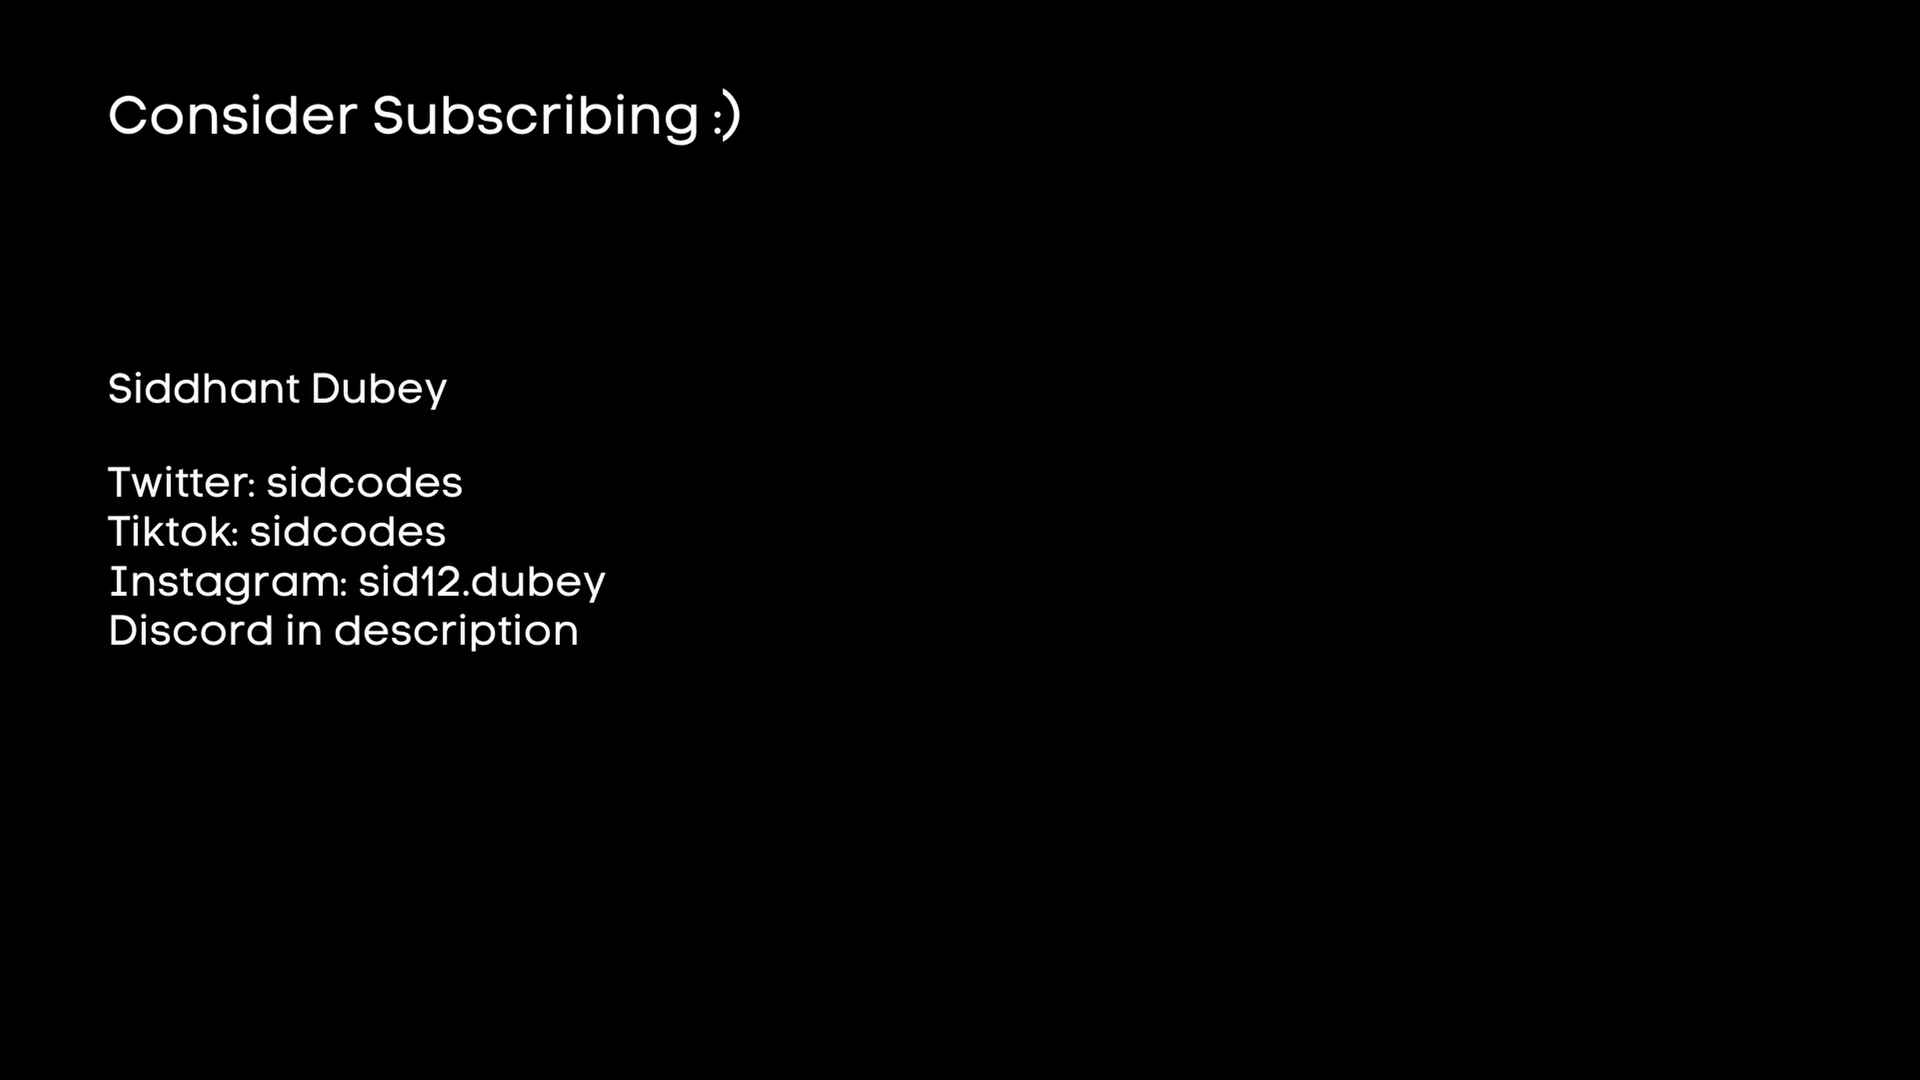 Consider Subscribing :)
Siddhant Dubey
Twitter: sidcodes
Tiktok: sidcodes
Instagram: sid12.dubey
Discord in description